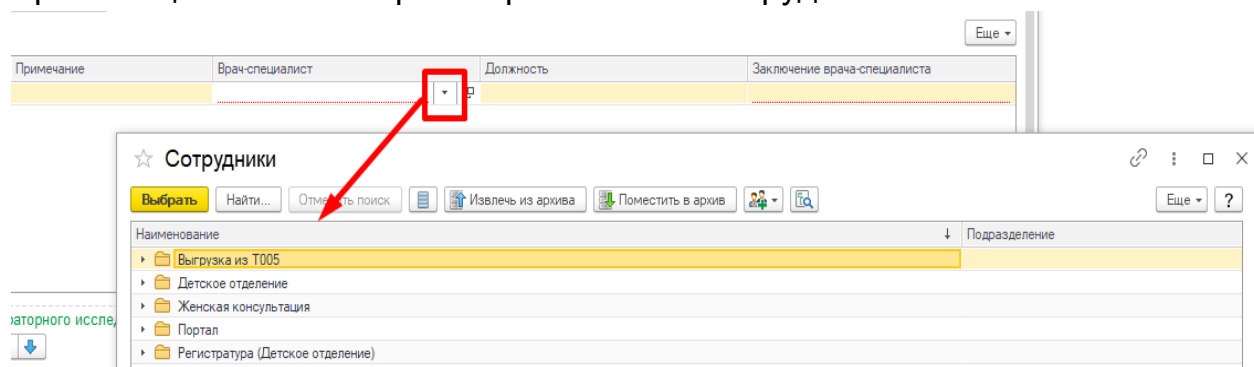 Еще
Примечание Врач-специалист Должность Заключение врача-специалиста
Сотрудники
Выбрать Найти... поиск Извлечь из архива Поместить в архив Еще ?
Наименование ↓ Подразделение
Выгрузка из Т005
Детское отделение
Женская консультация
Портал
Регистратура (Детское отделение)